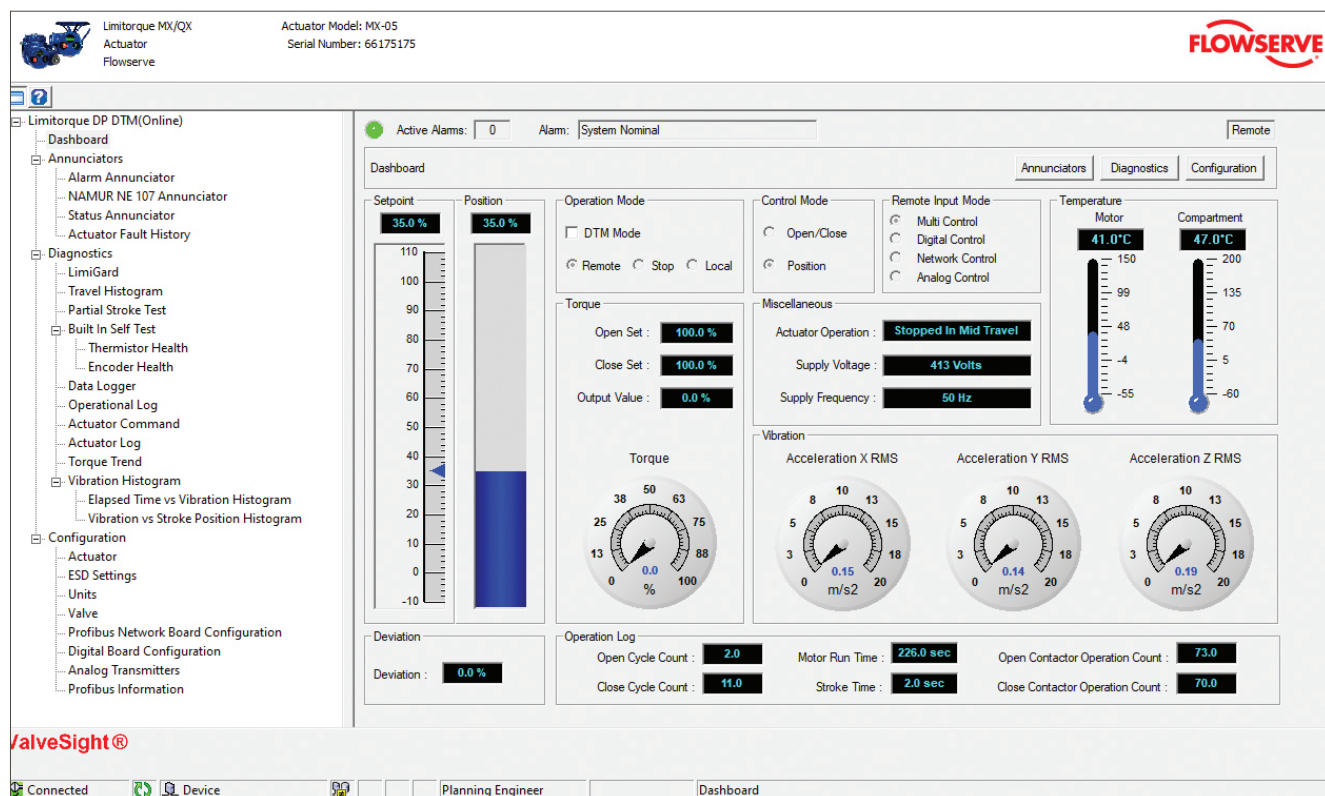 Limitorque MX/QX
Actuator
Flowserve
Actuator Model: MX-05
Serial Number: 66175175
FLOWSERVE
Limitorque DP DTM(Online)
Dashboard
Annunciators
Alarm Annunciator
NAMUR NE 107 Annunciator
Status Annunciator
Actuator Fault History
Diagnostics
LimiGard
Travel Histogram
Partial Stroke Test
Built In Self Test
Thermistor Health
Encoder Health
Data Logger
Operational Log
Actuator Command
Actuator Log
Torque Trend
Vibration Histogram
Elapsed Time vs Vibration Histogram
Vibration vs Stroke Position Histogram
Configuration
Actuator
ESD Settings
Units
Valve
Profibus Network Board Configuration
Digital Board Configuration
Analog Transmitters
Profibus Information
Active Alarms: 0 Alarm: System Nominal Remote
Dashboard Annunciators Diagnostics Configuration
Setpoint
35.0 %
110
100
90
80
70
60
50
40
30
20
10
0
-10
Position
35.0 %
Operation Mode
DTM Mode
Remote Stop Local
Control Mode
Open/Close
Position
Remote Input Mode
Multi Control
Digital Control
Network Control
Analog Control
Temperature
Motor
41.0°C
150
99
48
-4
-55
Compartment
47.0°C
200
135
70
5
-60
Torque
Open Set : 100.0 %
Close Set : 100.0 %
Output Value : 0.0 %
Torque
0 13 25 38 50 63 75 88 100
0.0
%
Miscellaneous
Actuator Operation : Stopped In Mid Travel
Supply Voltage : 413 Volts
Supply Frequency : 50 Hz
Vibration
Acceleration X RMS
0 3 5 8 10 13 15 18 20
0.15
m/s2
Acceleration Y RMS
0 3 5 8 10 13 15 18 20
0.14
m/s2
Acceleration Z RMS
0 3 5 8 10 13 15 18 20
0.19
m/s2
Deviation
Deviation : 0.0 %
Operation Log
Open Cycle Count : 2.0 Motor Run Time : 226.0 sec Open Contactor Operation Count : 73.0
Close Cycle Count : 11.0 Stroke Time : 2.0 sec Close Contactor Operation Count : 70.0
ValveSight®
Connected Device Planning Engineer Dashboard